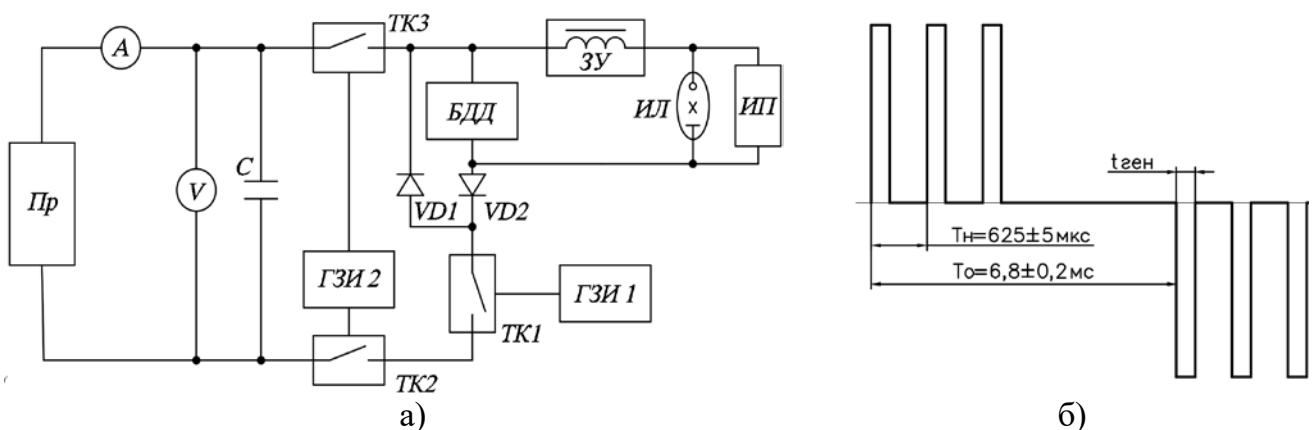 ТК3
А
ЗУ
БДД
ИЛ
х
ИП
Пр
V
С
VD1
VD2
ГЗИ 2
ГЗИ 1
ТК1
ТК2
а)
tген
Tн=625±5мкс
To=6,8±0,2мс
б)